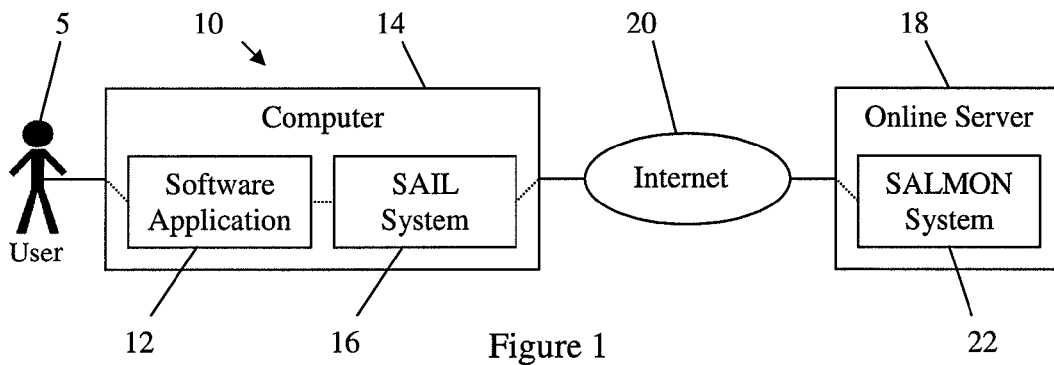 5
10
14
20
18
Computer
Online Server
Software
Application
SAIL
System
Internet
SALMON
System
User
12
16
22
Figure 1